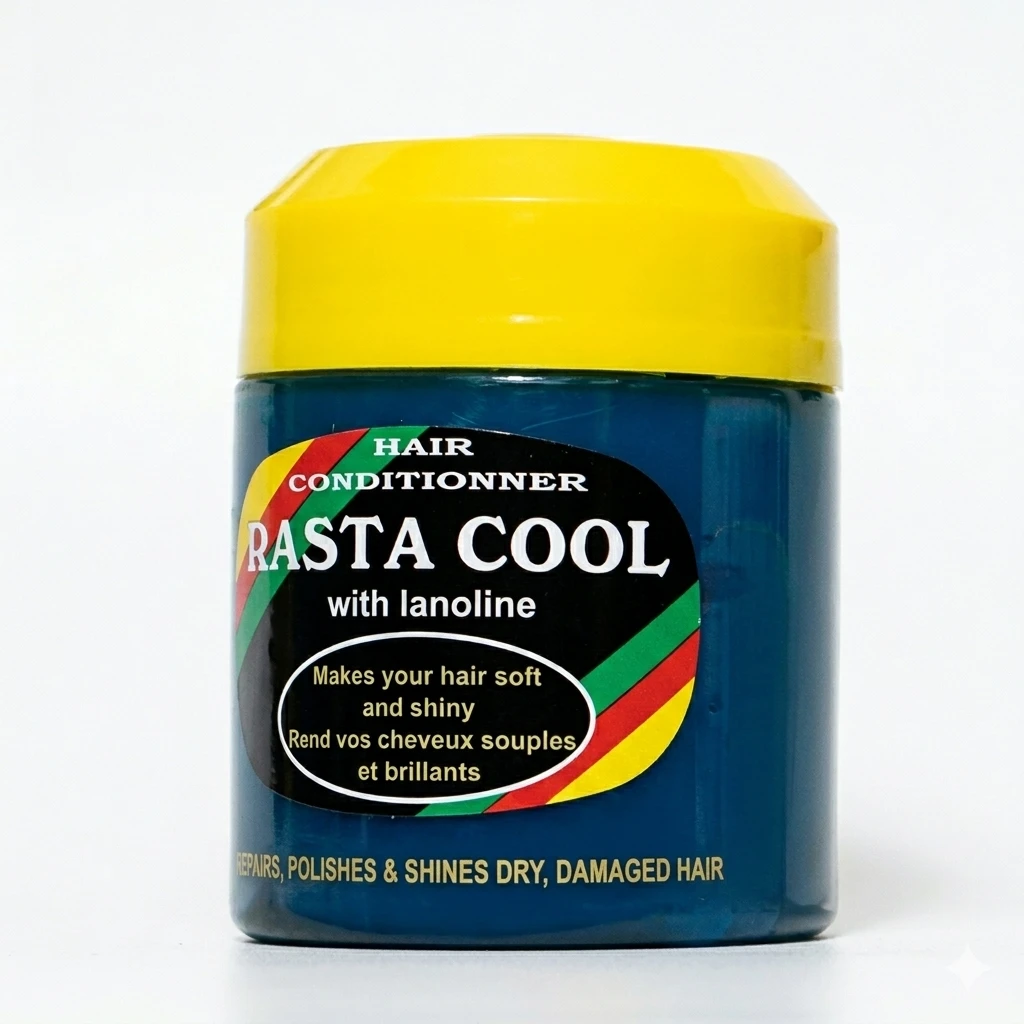 HAIR
CONDITIONNER
RASTA COOL
with lanoline
Makes your hair soft
and shiny
Rend vos cheveux souples
et brillants
REPAIRS, POLISHES & SHINES DRY, DAMAGED HAIR